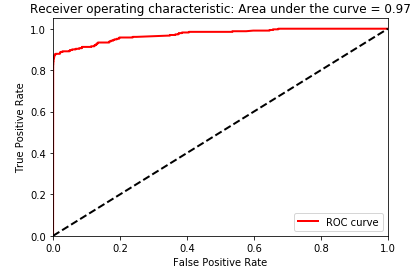 Receiver operating characteristic: Area under the curve = 0.97
True Positive Rate
1.0
0.8
0.6
0.4
0.2
0.0
ROC curve
0.0 0.2 0.4 0.6 0.8 1.0
False Positive Rate